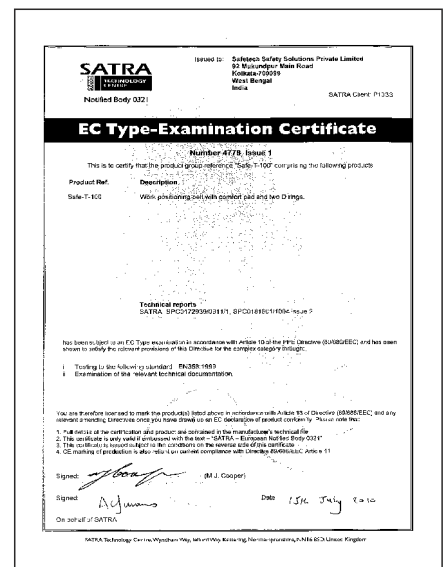 SATRA
TECHNOLOGY
CENTRE
Notified Body 0321
Issued to: Safetech Safety Solutions Private Limited
92 Mukundpur Main Road
Kolkata-700099
West Bengal
India
SATRA Client: P1333
EC Type-Examination Certificate
Number 4778, Issue 1
This is to certify that the product group reference "Safe-T-100" comprising the following products
Product Ref. Description
Safe-T-100 Work positioning belt with comfort pad and two D rings.
Technical reports
SATRA:
has been subjected to an EC Type examination in accordance with Article 10 of the PPE Directive (89/686/EEC) and has been
shown to satisfy the relevant provisions of this Directive for the complex category through:
i Testing to the following standard EN358:1999
ii Examination of the relevant technical documentation.
You are therefore licensed to mark the product(s) listed above in accordance with Article 13 of Directive (89/686/EEC) and any
relevant amending Directives once you have drawn up an EC declaration of product conformity. Please note that:
1. Full details of the certification and product are contained in the manufacturer's technical file
2. This certificate is only valid if embossed with the text - "SATRA - European Notified Body 0321"
3. This certificate is issued subject to the conditions on the reverse side of this certificate
4. CE marking of production is also reliant on current compliance with Directive 89/686/EEC Article 11
Signed: (M.J. Cooper)
Signed Date 15th July 2010
On behalf of SATRA
SATRA Technology Centre, Wyndham Way, Telford Way, Kettering, Northamptonshire, NN16 8SD, United Kingdom